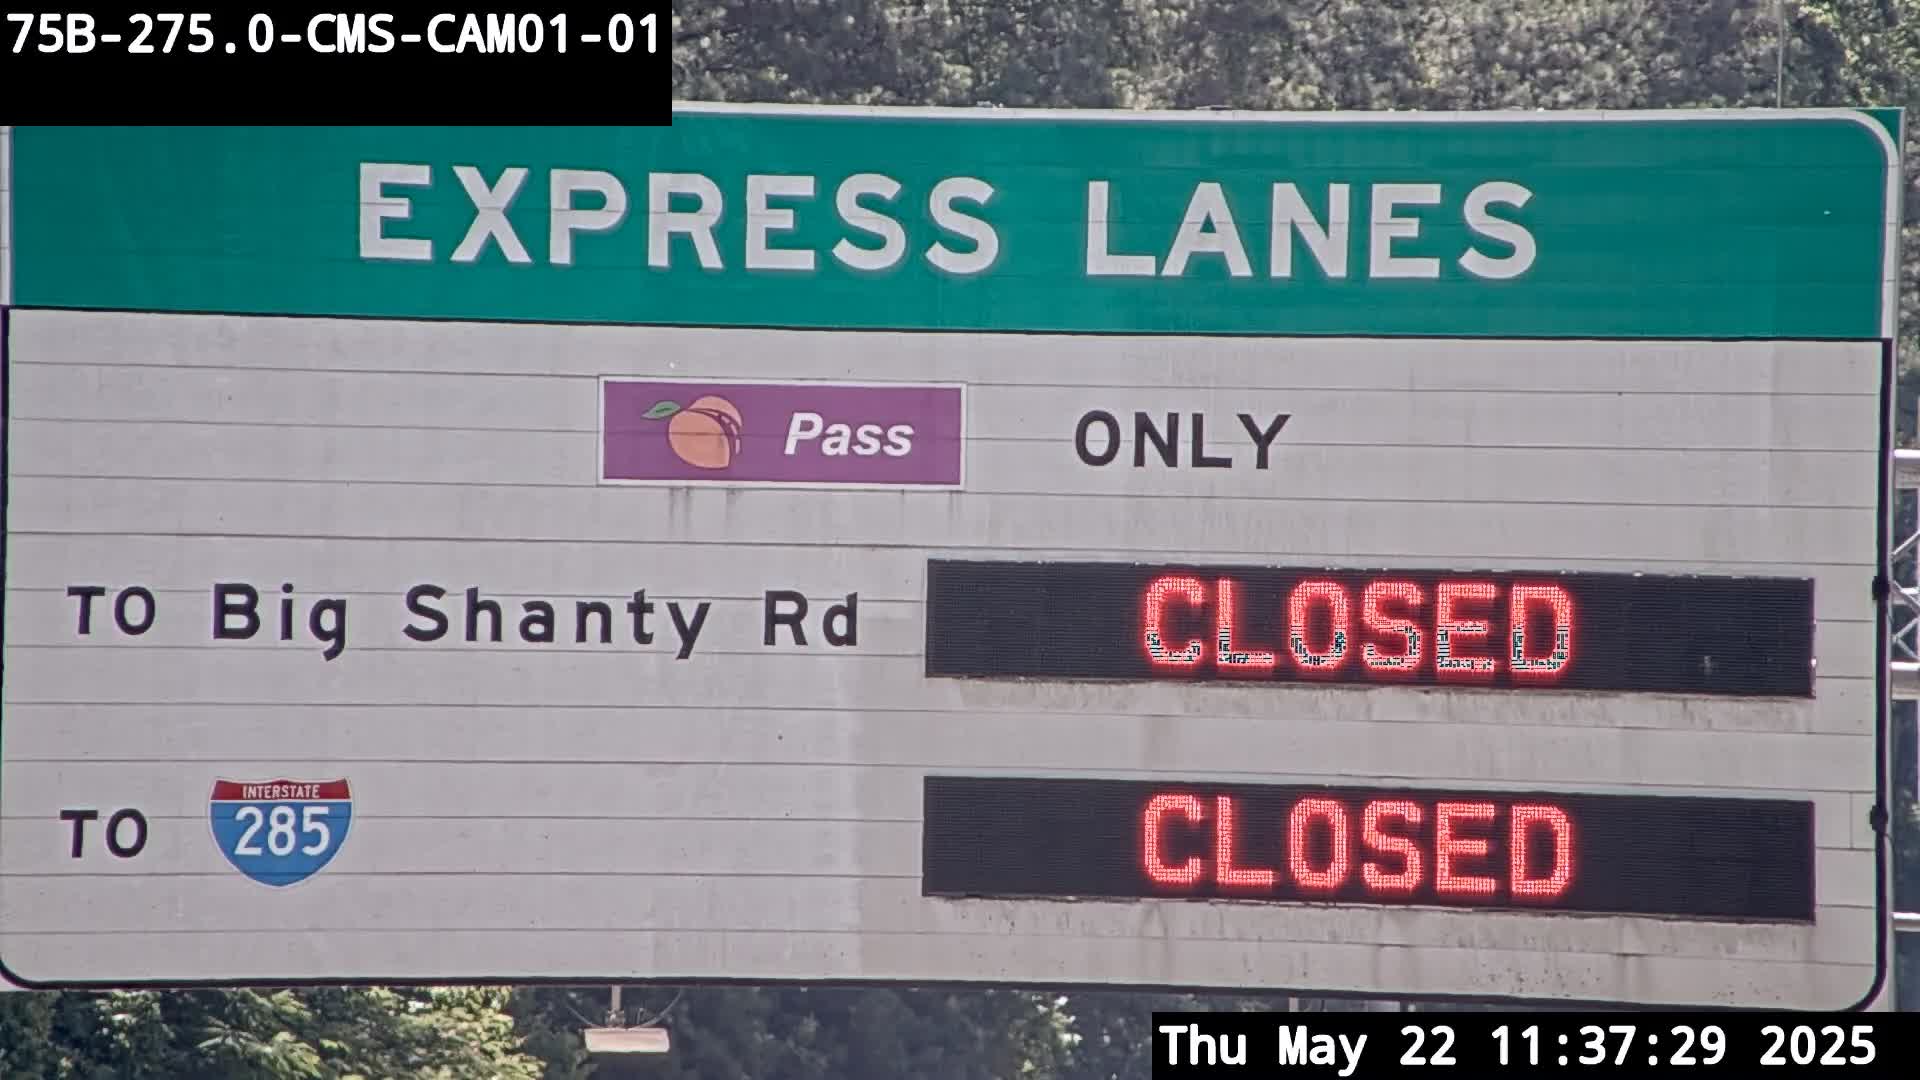 75B-275.0-CMS-CAM01-01
EXPRESS LANES
Pass ONLY
TO Big Shanty Rd CLOSED
TO INTERSTATE 285 CLOSED
Thu May 22 11:37:29 2025